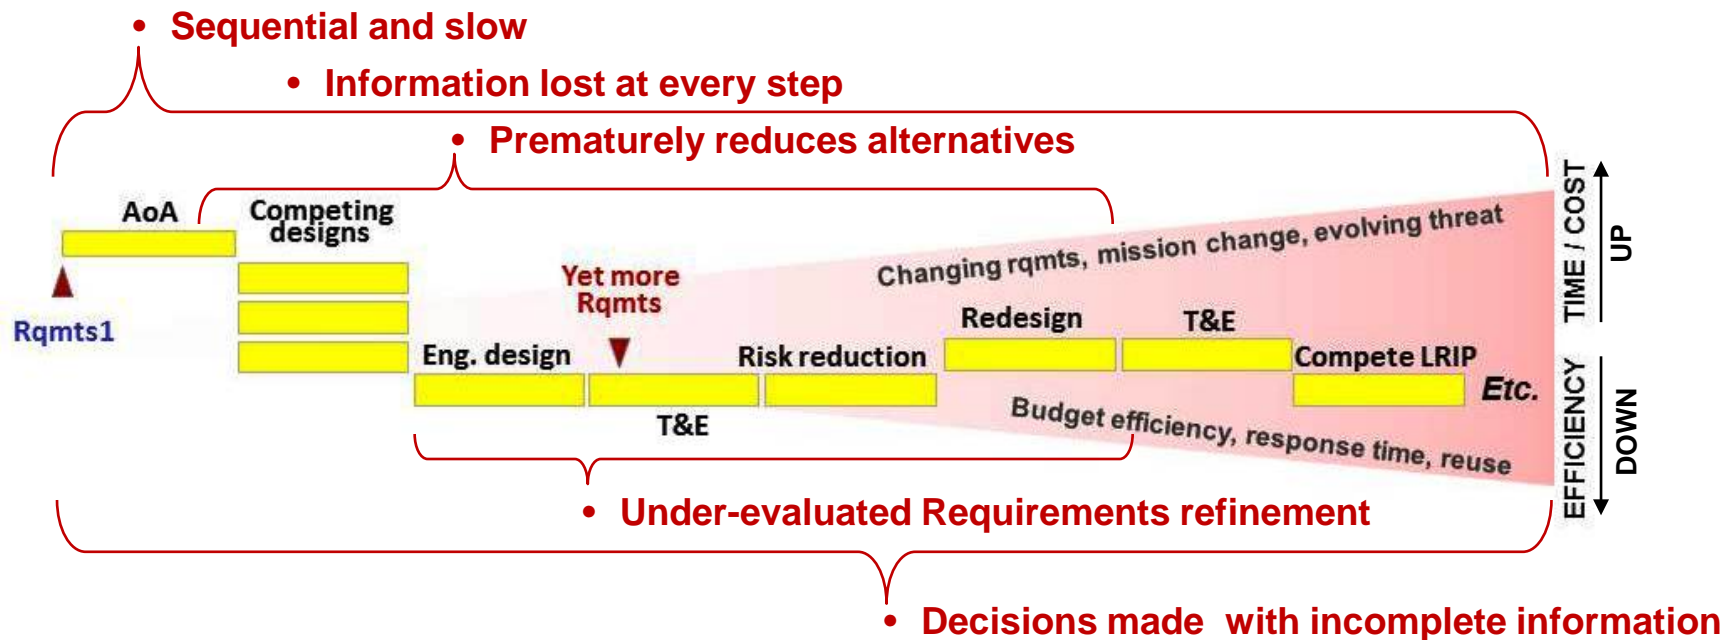 • Sequential and slow
• Information lost at every step
• Prematurely reduces alternatives
AoA
Competing
designs
Rqmts1
Yet more
Rqmts
Changing rqmts, mission change, evolving threat
Eng. design
T&E
Risk reduction
Redesign
T&E
Compete LRIP
Etc.
Budget efficiency, response time, reuse
TIME / COST
UP
EFFICIENCY
DOWN
• Under-evaluated Requirements refinement
• Decisions made  with incomplete information